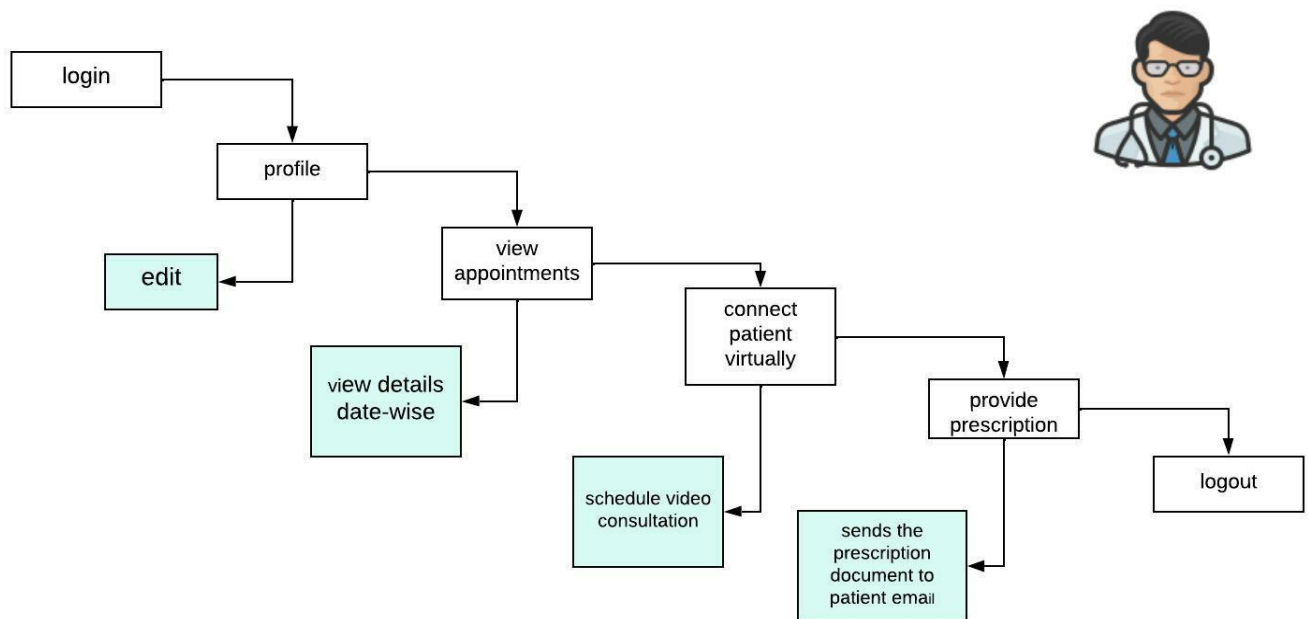 login
profile
edit
view
appointments
view details
date-wise
connect
patient
virtually
schedule video
consultation
provide
prescription
sends the
prescription
document to
patient email
logout